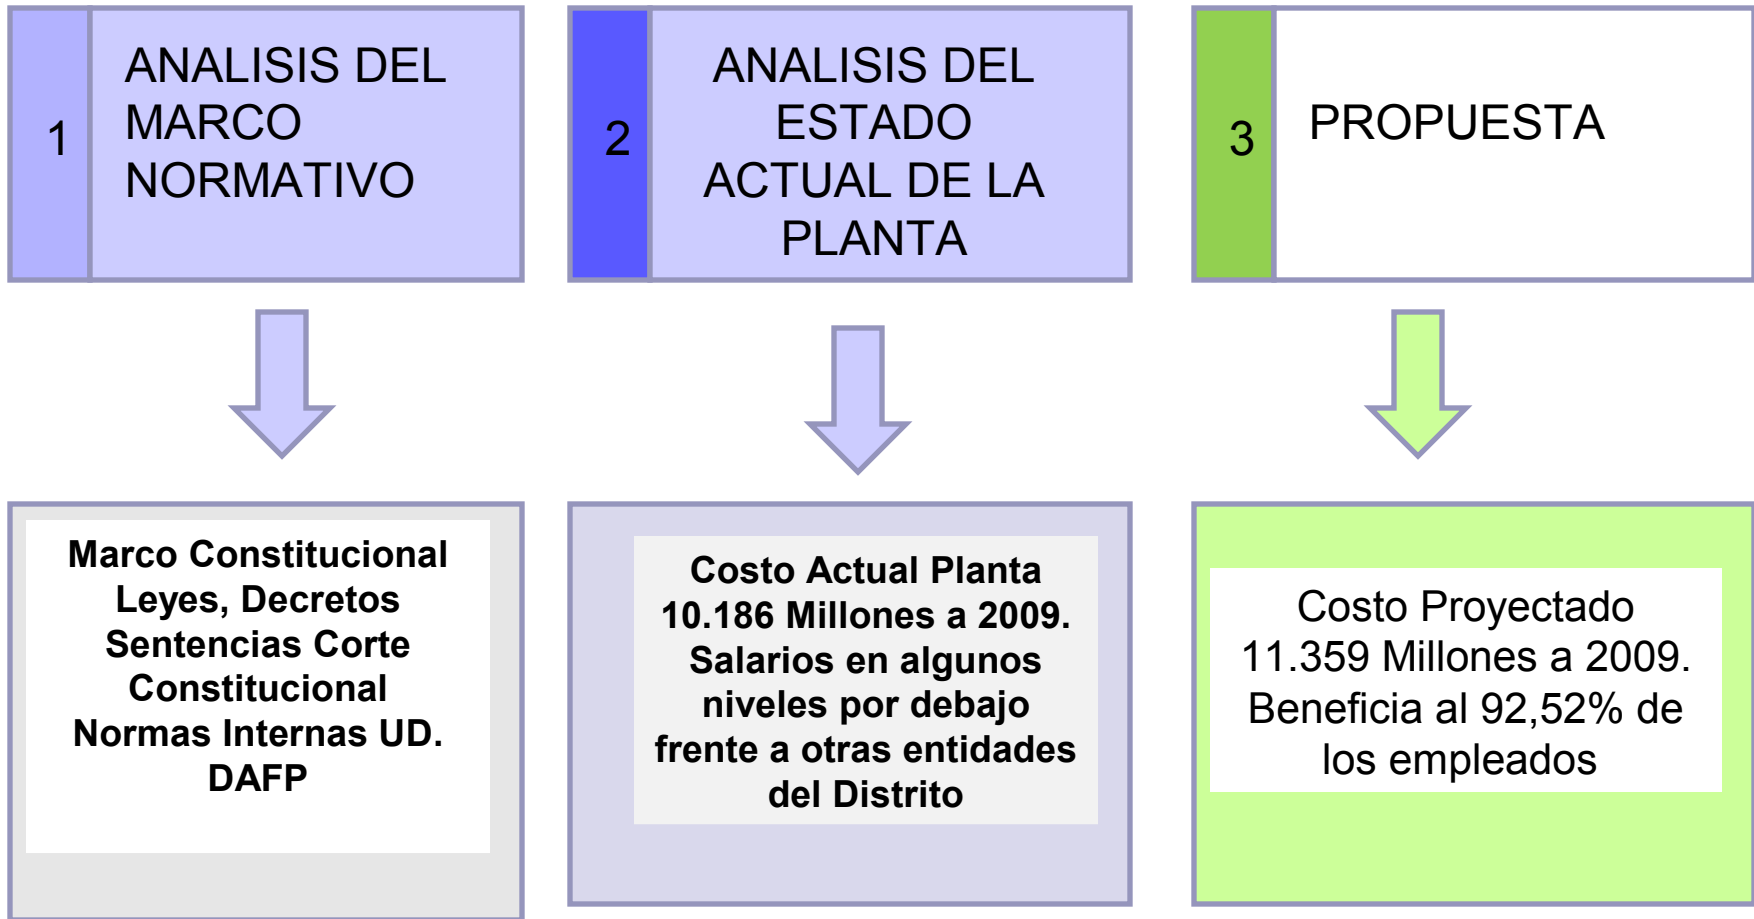 1
ANALISIS DEL
MARCO
NORMATIVO
2
ANALISIS DEL
ESTADO
ACTUAL DE LA
PLANTA
3
PROPUESTA
Marco Constitucional
Leyes, Decretos
Sentencias Corte
Constitucional
Normas Internas UD.
DAFP
Costo Actual Planta
10.186 Millones a 2009.
Salarios en algunos
niveles por debajo
frente a otras entidades
del Distrito
Costo Proyectado
11.359 Millones a 2009.
Beneficia al 92,52% de
los empleados